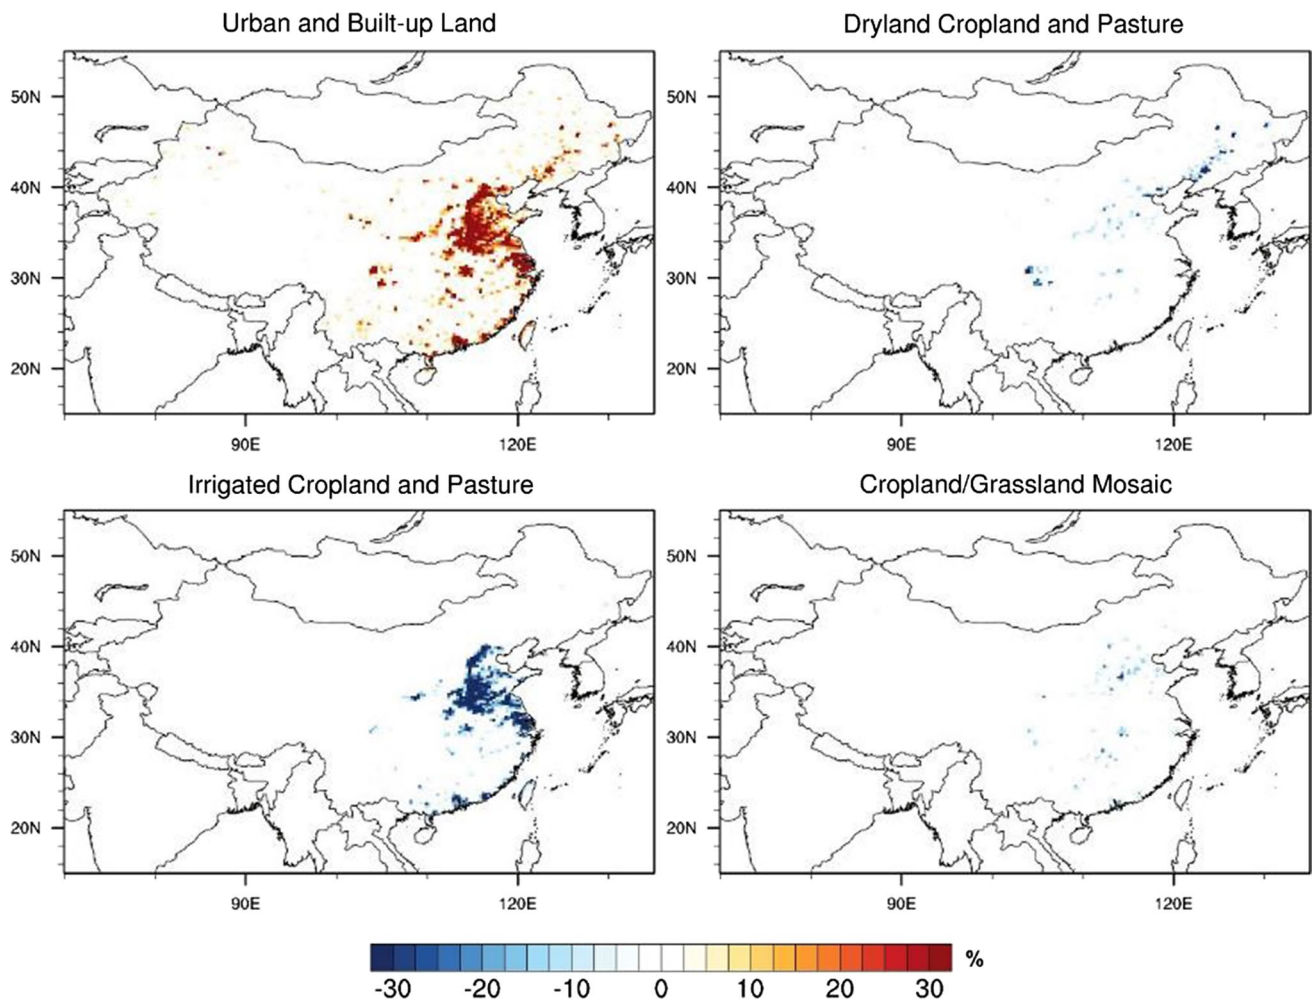 Urban and Built-up Land
Dryland Cropland and Pasture
50N
40N
30N
20N
90E
120E
50N
40N
30N
20N
90E
120E
Irrigated Cropland and Pasture
Cropland/Grassland Mosaic
50N
40N
30N
20N
90E
120E
50N
40N
30N
20N
90E
120E
%
-30 -20 -10 0 10 20 30